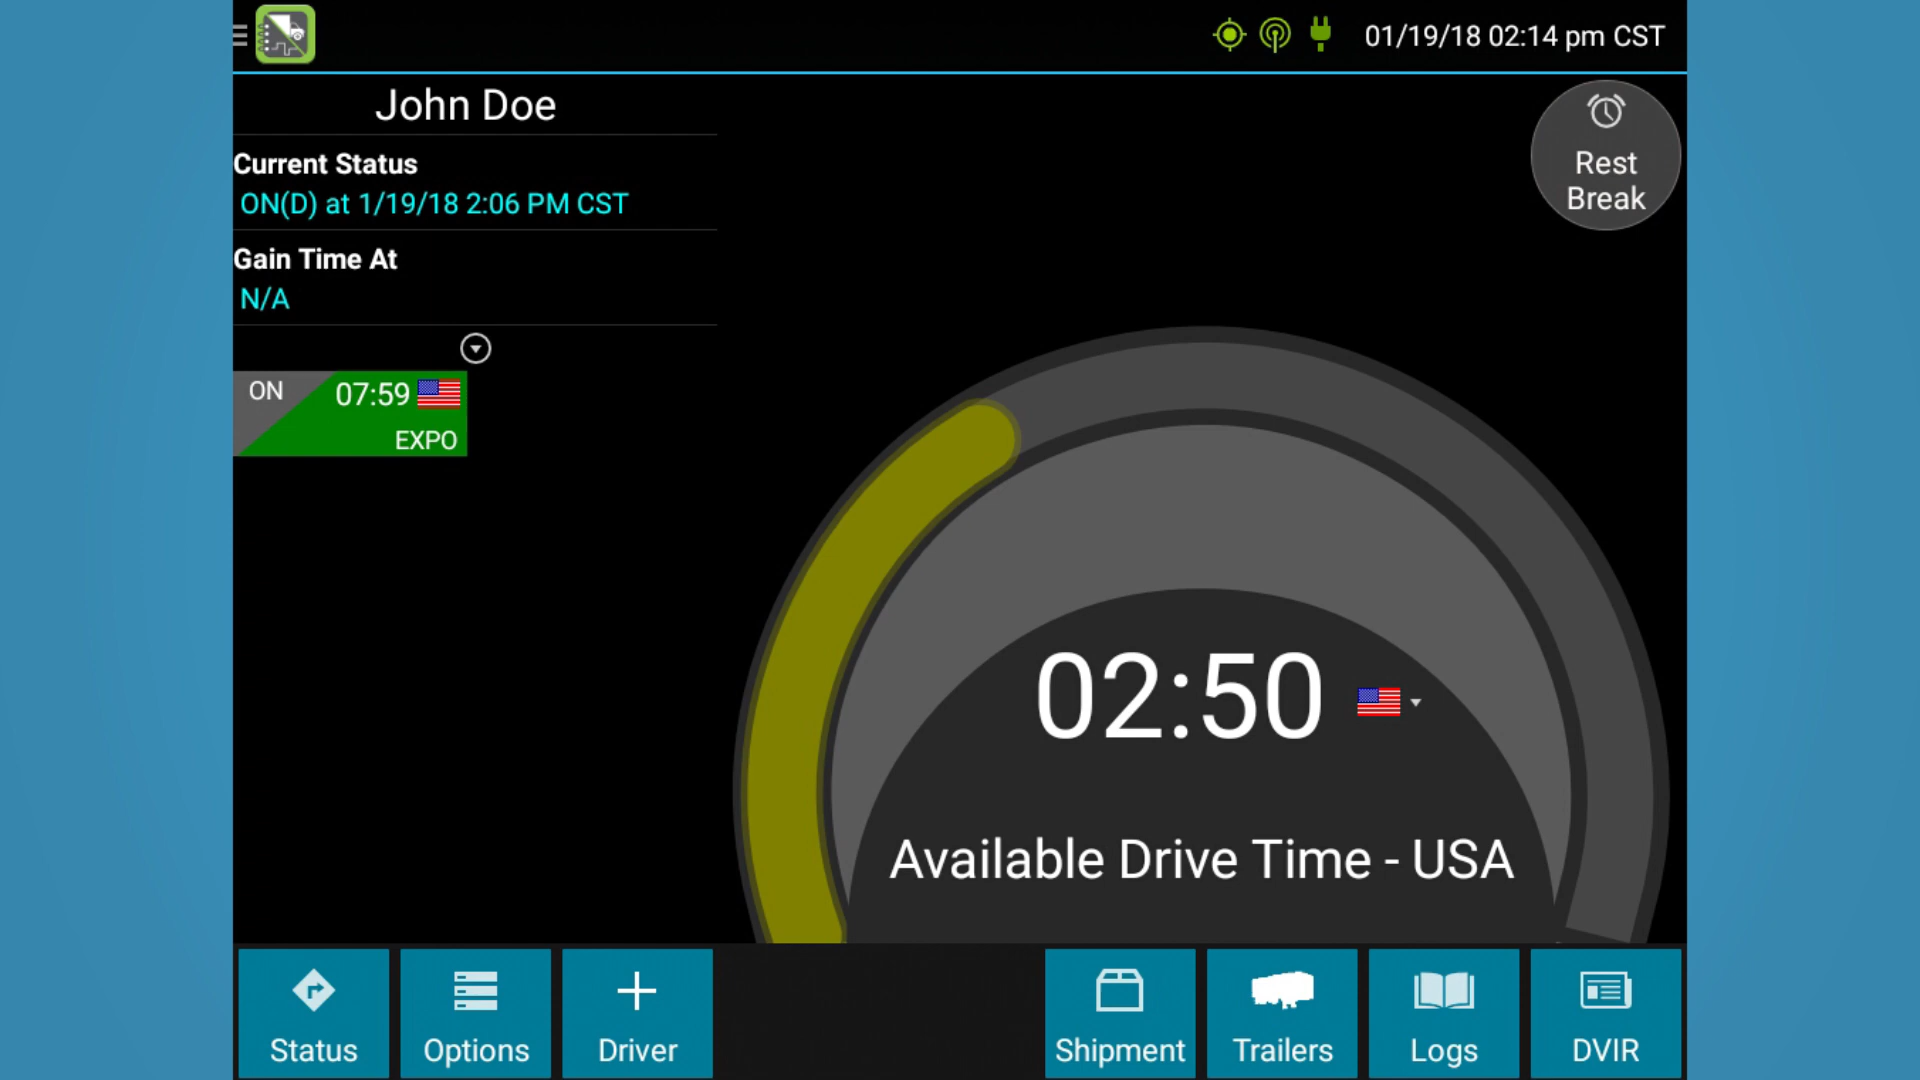 01/19/18 02:14 pm CST
John Doe
Rest
Break
Current Status
ON(D) at 1/19/18 2:06 PM CST
Gain Time At
N/A
ON 07:59
EXPO
02:50
Available Drive Time - USA
Status
Options
Driver
Shipment
Trailers
Logs
DVIR